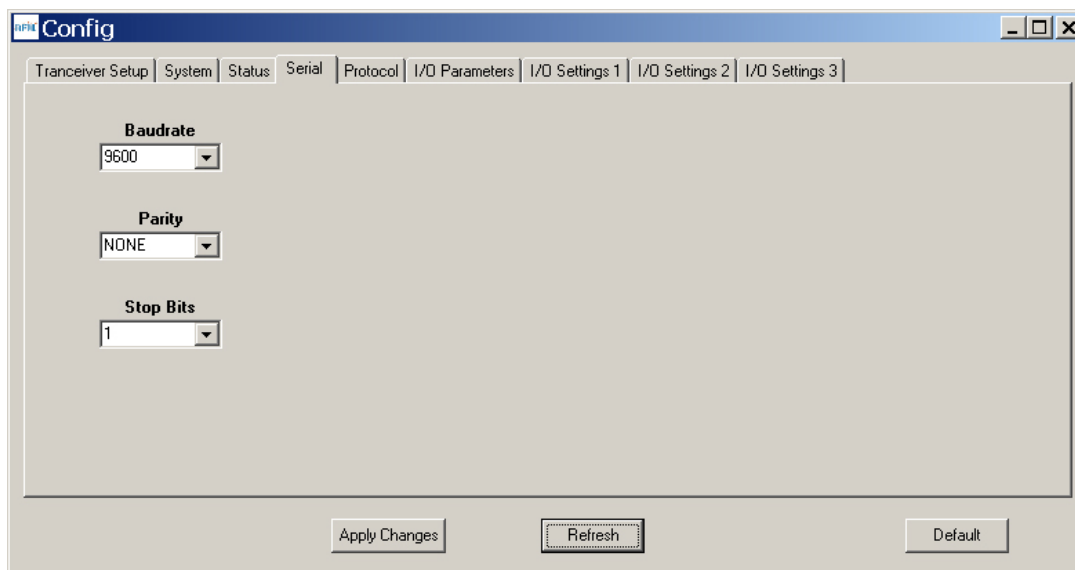 Config
Tranceiver Setup System Status Serial Protocol I/O Parameters I/O Settings 1 I/O Settings 2 I/O Settings 3
Baudrate
9600
Parity
NONE
Stop Bits
1
Apply Changes Refresh Default